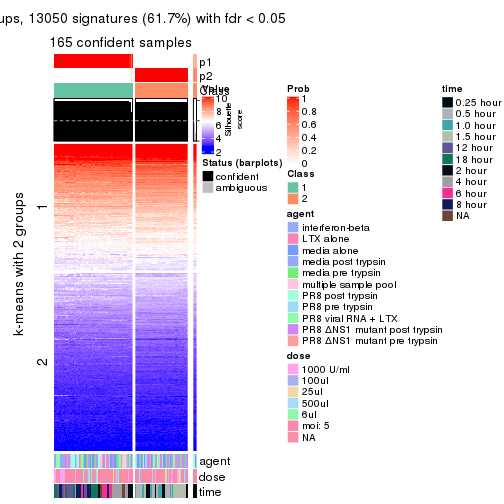 ups, 13050 signatures (61.7%) with fdr < 0.05
165 confident samples
p1
p2
Class
Silhouette
score
k-means with 2 groups
1
2
agent
dose
time
Value
10
8
6
4
2
Status (barplots)
confident
ambiguous
Prob
1
0.8
0.6
0.4
0.2
0
Class
1
2
agent
interferon-beta
LTX alone
media alone
media post trypsin
media pre trypsin
multiple sample pool
PR8 post trypsin
PR8 pre trypsin
PR8 viral RNA + LTX
PR8 ΔNS1 mutant post trypsin
PR8 ΔNS1 mutant pre trypsin
dose
1000 U/ml
100ul
25ul
500ul
6ul
moi: 5
NA
time
0.25 hour
0.5 hour
1.0 hour
1.5 hour
12 hour
18 hour
2 hour
4 hour
6 hour
8 hour
NA